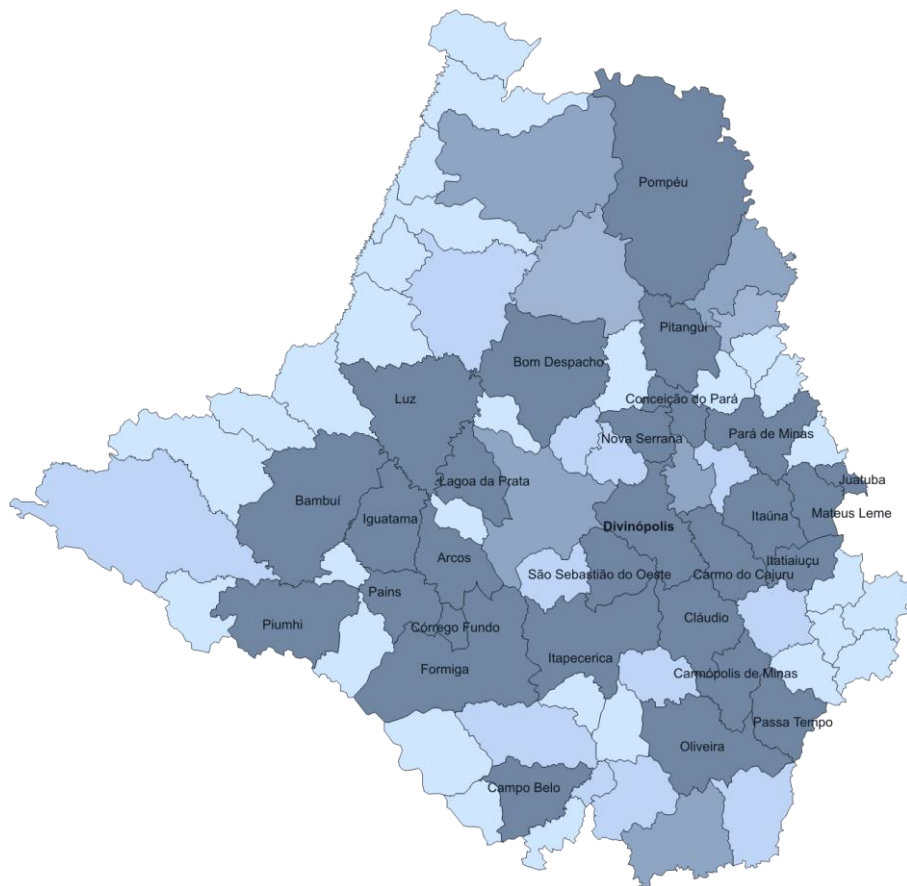 Pompéu
Pitangui
Bom Despacho
Conceição do Pará
Luz
Nova Serrana
Pará de Minas
Juatuba
Lagoa da Prata
Bambuí
Iguatama
Mateus Leme
Itaúna
Divinópolis
Arcos
Itatiaiuçu
São Sebastião do Oeste
Carmo do Cajuru
Pains
Cláudio
Piumhi
Córrego Fundo
Itapecerica
Formiga
Carmópolis de Minas
Passa Tempo
Oliveira
Campo Belo